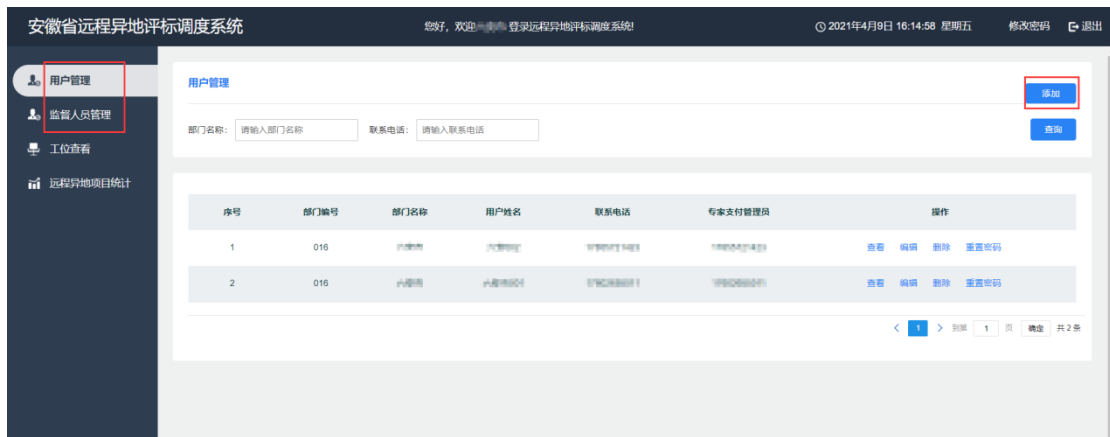 安徽省远程异地评标调度系统 您好，欢迎 登录远程异地评标调度系统! 2021年4月9日 16:14:58 星期五 修改密码 退出
用户管理
监督人员管理
工位查看
远程异地项目统计
用户管理
添加
部门名称： 请输入部门名称 联系电话： 请输入联系电话 查询
序号 部门编号 部门名称 用户姓名 联系电话 专家支付管理员 操作
1 016 查看 编辑 删除 重置密码
2 016 查看 编辑 删除 重置密码
< 1 > 到第 1 页 确定 共 2 条